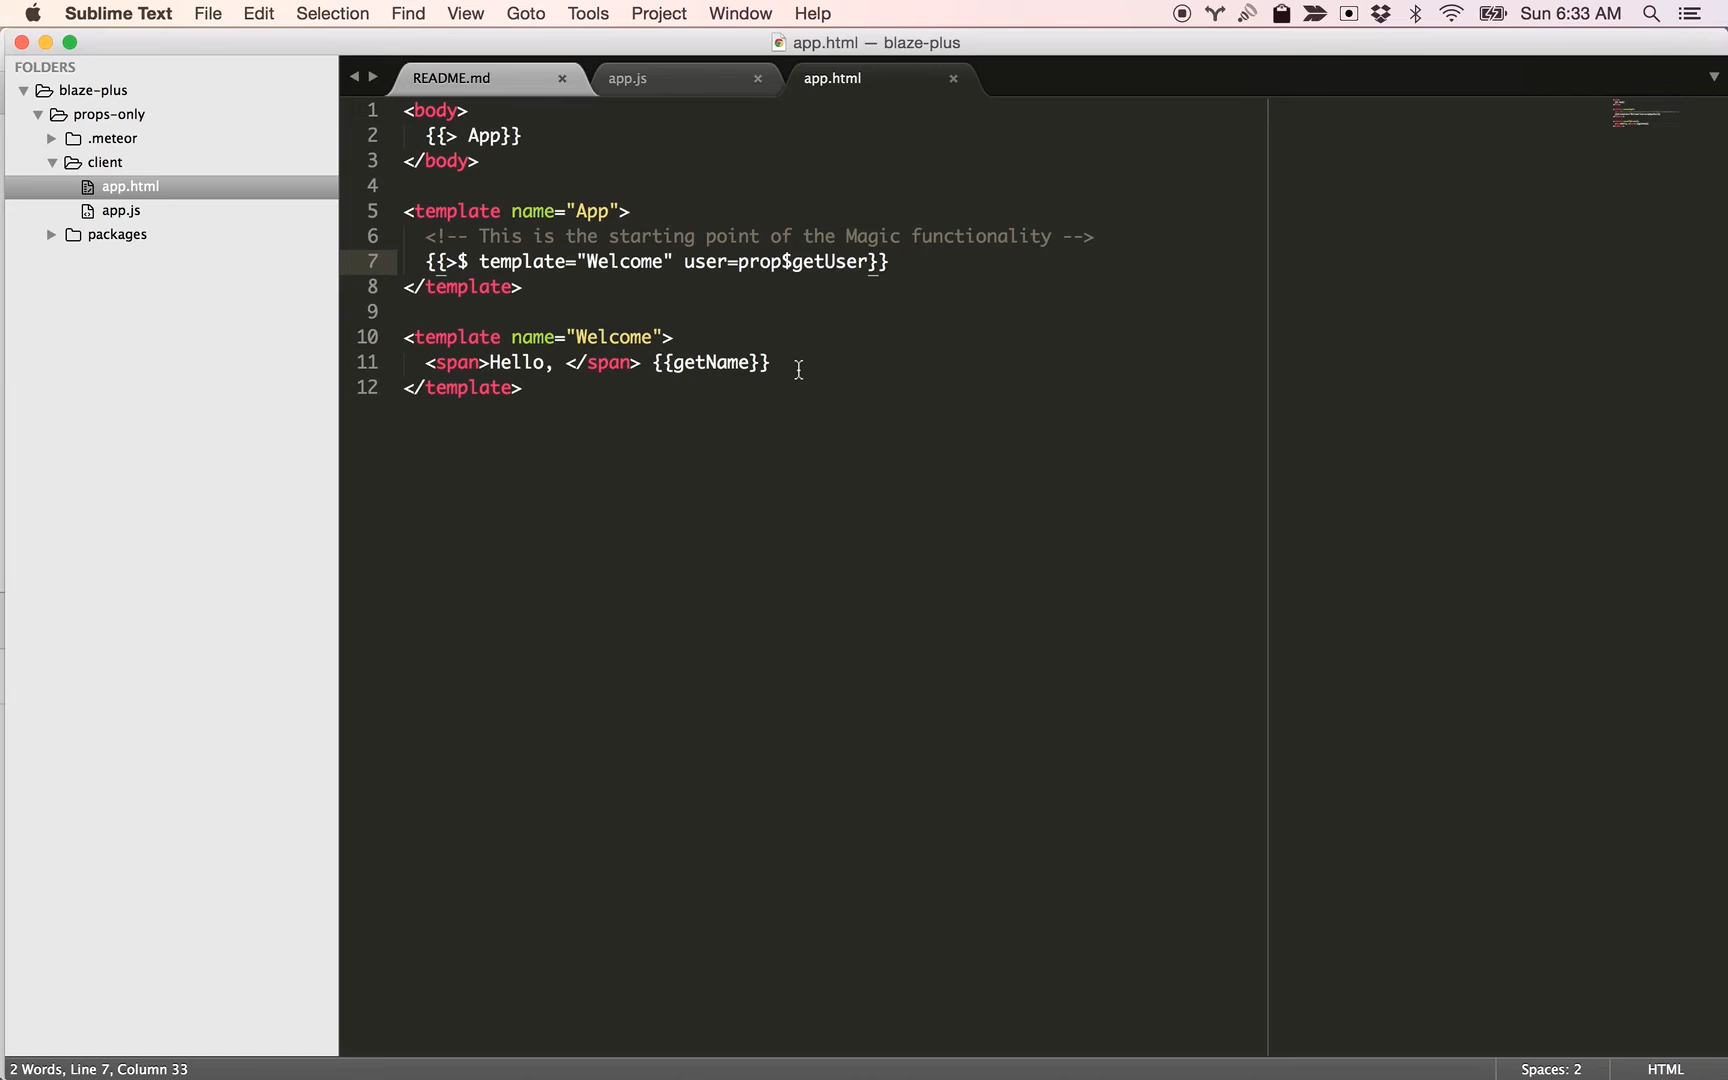 Sublime Text File Edit Selection Find View Goto Tools Project Window Help Sun 6:33 AM
app.html — blaze-plus
FOLDERS
blaze-plus
props-only
.meteor
client
app.html
app.js
packages
README.md app.js app.html
1 <body>
2 {{> App}}
3 </body>
4
5 <template name="App">
6 <!-- This is the starting point of the Magic functionality -->
7 {{>$ template="Welcome" user=prop$getUser}}
8 </template>
9
10 <template name="Welcome">
11 <span>Hello, </span> {{getName}}
12 </template>
2 Words, Line 7, Column 33 Spaces: 2 HTML